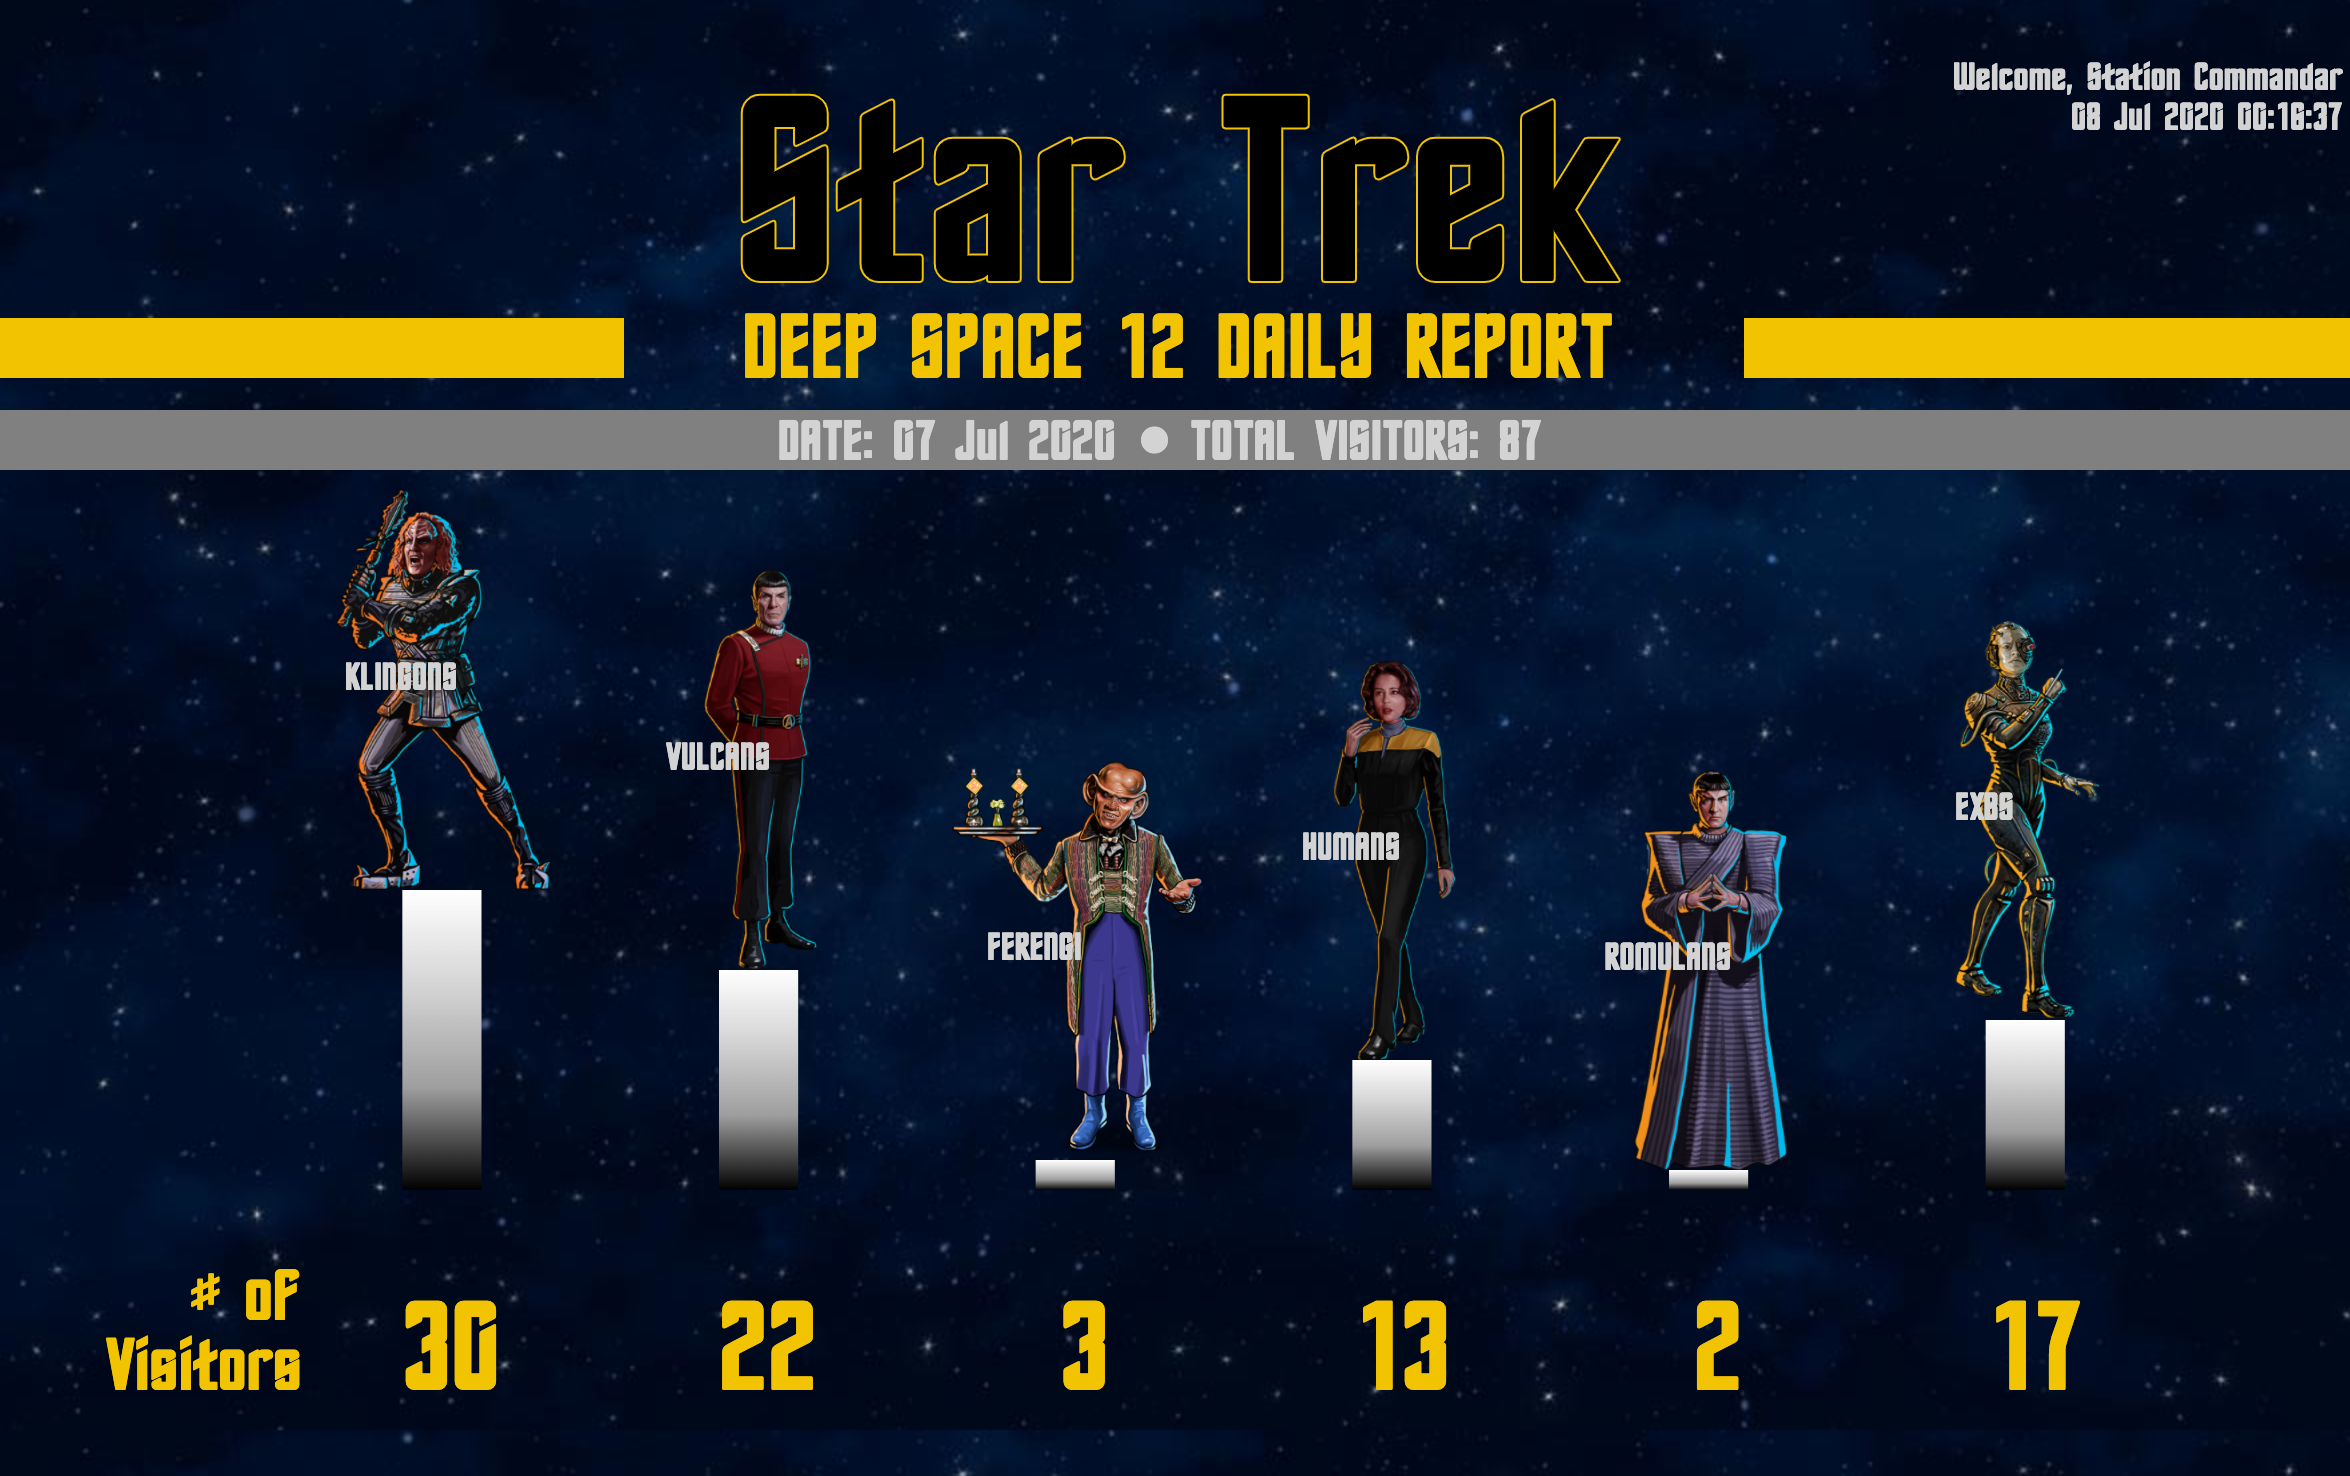 Welcome, Station Commandar
08 Jul 2020 00:16:37
Star Trek
DEEP SPACE 12 DAILY REPORT
DATE: 07 Jul 2020 ● TOTAL VISITORS: 87
KLINGONS
VULCANS
FERENGI
HUMANS
ROMULANS
EXBS
# of
Visitors
30 22 3 13 2 17